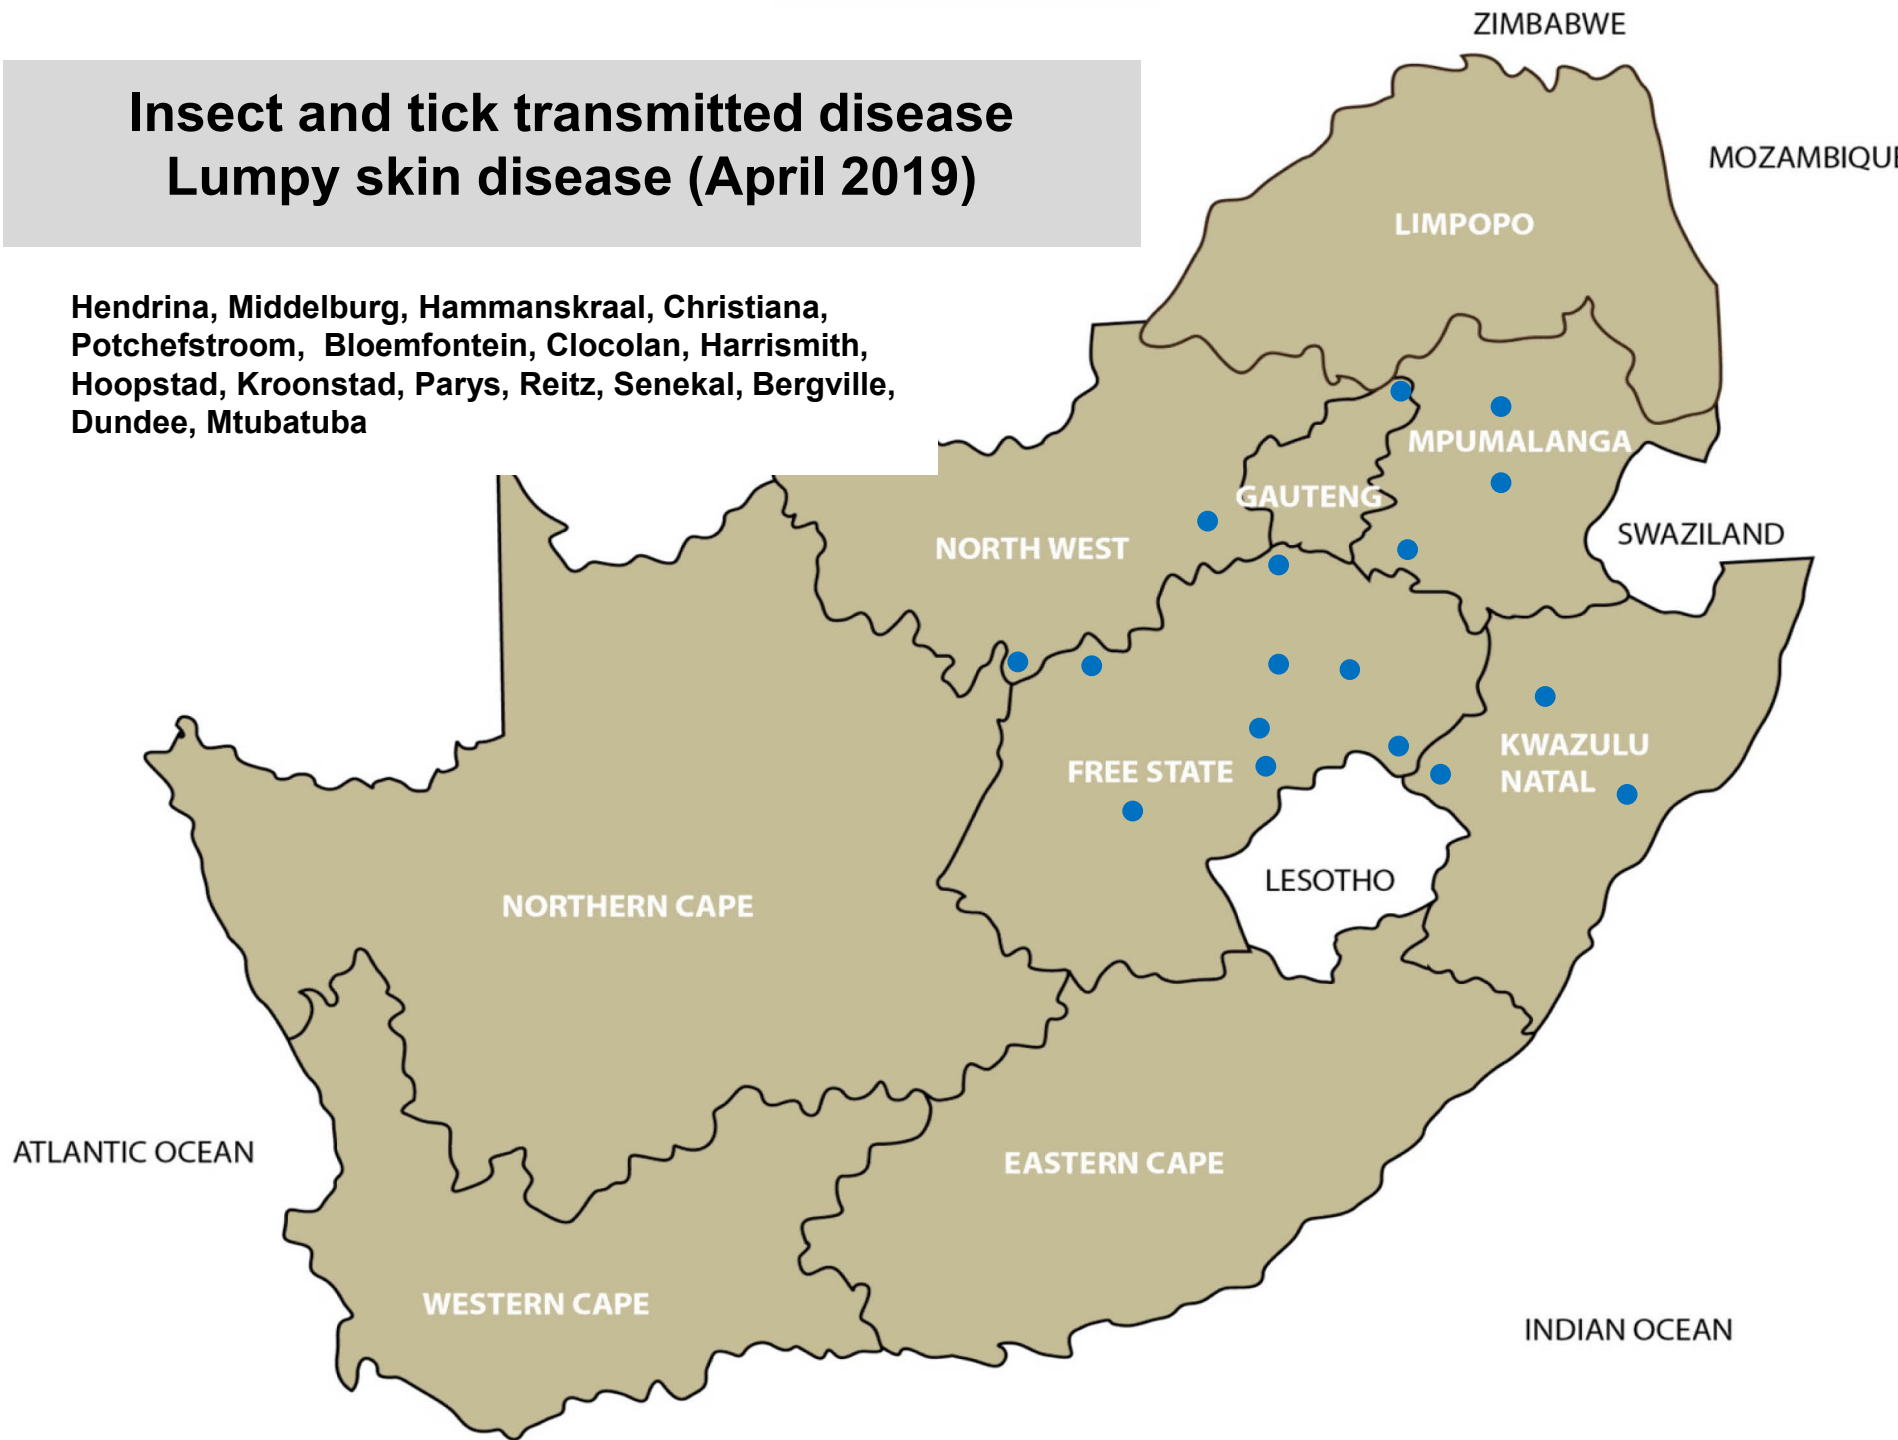 ZIMBABWE
Insect and tick transmitted disease
Lumpy skin disease (April 2019)
MOZAMBIQUE
LIMPOPO
Hendrina, Middelburg, Hammanskraal, Christiana,
Potchefstroom, Bloemfontein, Clocolan, Harrismith,
Hoopstad, Kroonstad, Parys, Reitz, Senekal, Bergville,
Dundee, Mtubatuba
MPUMALANGA
GAUTENG
SWAZILAND
NORTH WEST
KWAZULU
NATAL
FREE STATE
LESOTHO
NORTHERN CAPE
ATLANTIC OCEAN
EASTERN CAPE
WESTERN CAPE
INDIAN OCEAN